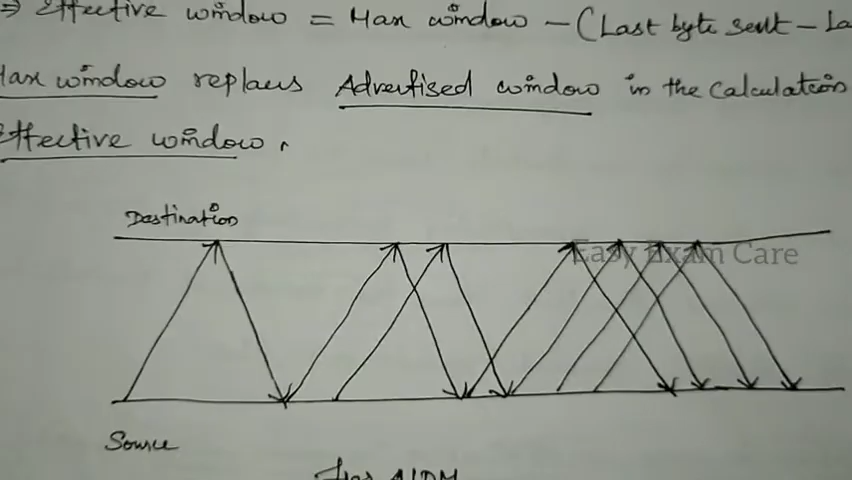 ⇒ Effective window = Max window - (Last byte sent - La
Max window replaces Advertised window in the calculation
Effective window.
Destination
Easy Exam Care
Source